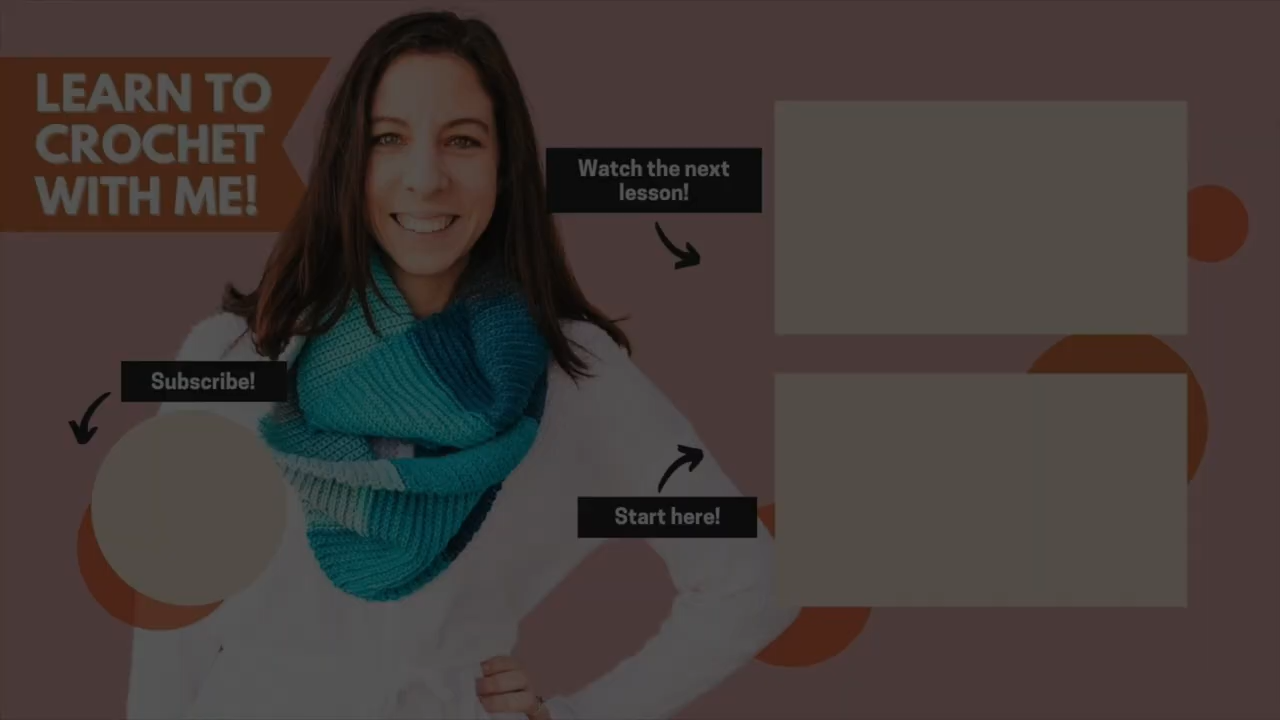 LEARN TO
CROCHET
WITH ME!
Watch the next
lesson!
Subscribe!
Start here!